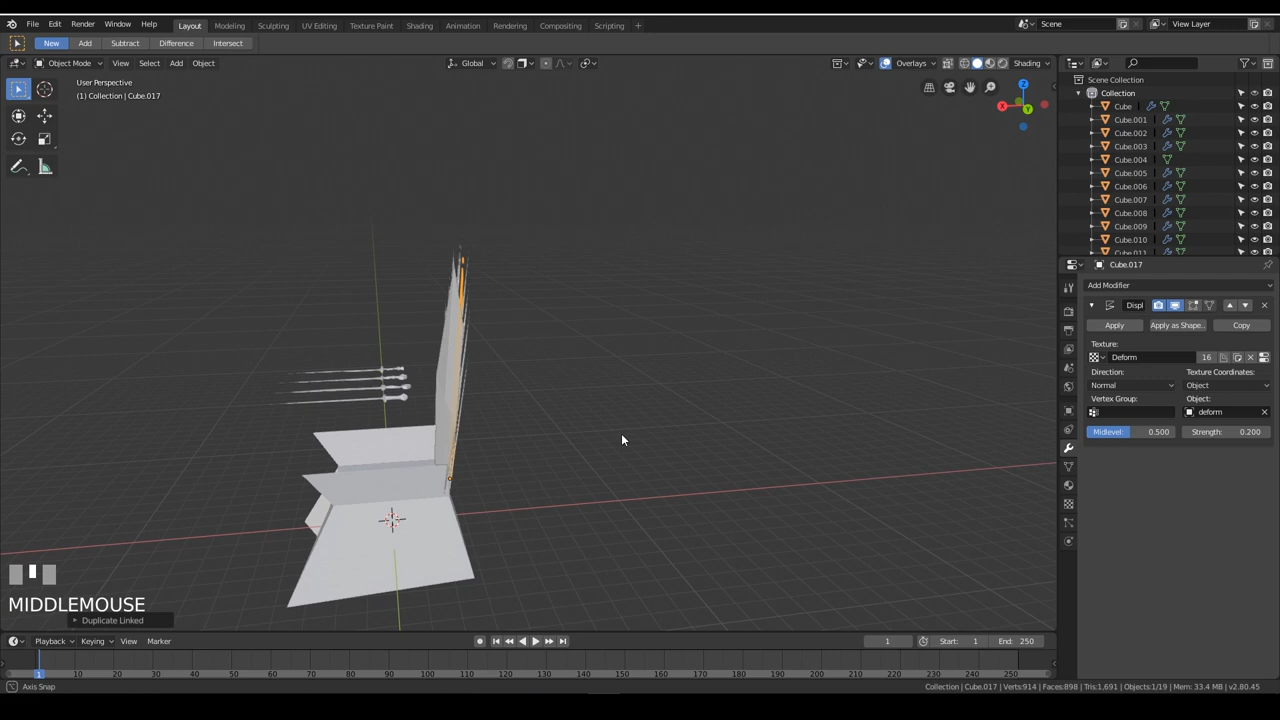 File Edit Render Window Help Layout Modeling Sculpting UV Editing Texture Paint Shading Animation Rendering Compositing Scripting + Scene View Layer
New Add Subtract Difference Intersect
Object Mode View Select Add Object Global Overlays Shading
User Perspective
(1) Collection | Cube.017
Scene Collection
Collection
Cube
Cube.001
Cube.002
Cube.003
Cube.004
Cube.005
Cube.006
Cube.007
Cube.008
Cube.009
Cube.010
Cube.011
Cube.017
Add Modifier
Displ
Apply Apply as Shape.. Copy
Texture:
Deform 16
Direction: Texture Coordinates:
Normal Object
Vertex Group: Object:
deform
Midlevel: 0.500 Strength: 0.200
X
Y
Z
MIDDLEMOUSE
Duplicate Linked
Playback Keying View Marker 1 Start: 1 End: 250
1 10 20 30 40 50 60 70 80 90 100 110 120 130 140 150 160 170 180 190 200 210 220 230 240 250
Axis Snap Collection | Cube.017 | Verts:914 | Faces:898 | Tris:1,691 | Objects:1/19 | Mem: 33.4 MB | v2.80.45